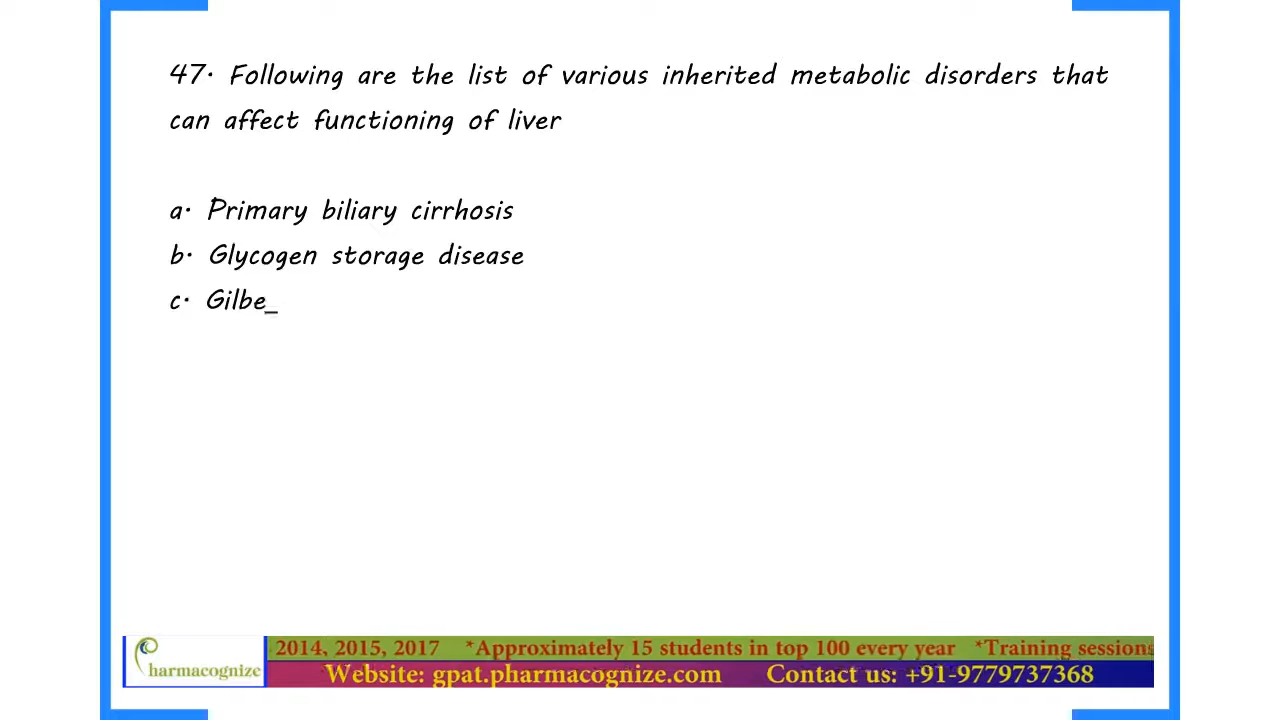 47. Following are the list of various inherited metabolic disorders that
can affect functioning of liver
a. Primary biliary cirrhosis
b. Glycogen storage disease
c. Gilbe_
harmacognize
2014, 2015, 2017 *Approximately 15 students in top 100 every year *Training sessions
Website: gpat.pharmacognize.com Contact us: +91-9779737368